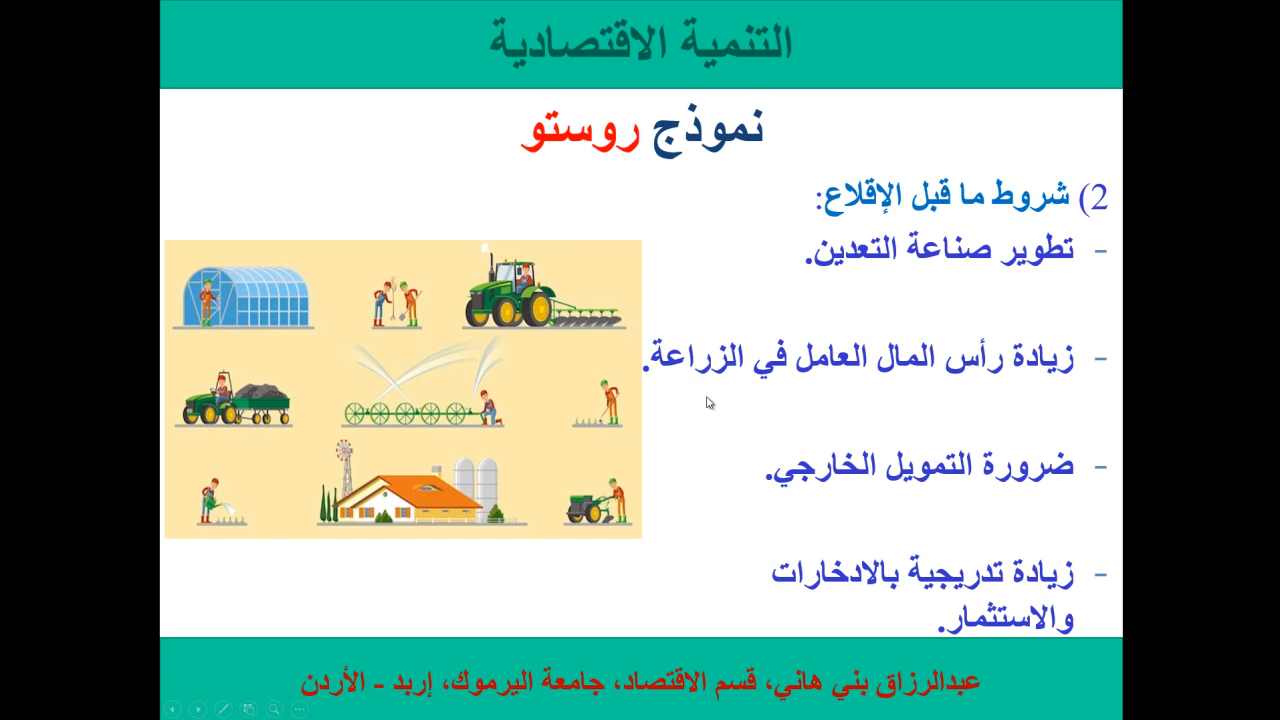 التنمية الاقتصادية
نموذج روستو
2) شروط ما قبل الإقلاع:
- تطوير صناعة التعدين.
- زيادة رأس المال العامل في الزراعة.
- ضرورة التمويل الخارجي.
- زيادة تدريجية بالادخارات
والاستثمار.
عبدالرزاق بني هاني، قسم الاقتصاد، جامعة اليرموك، إربد - الأردن